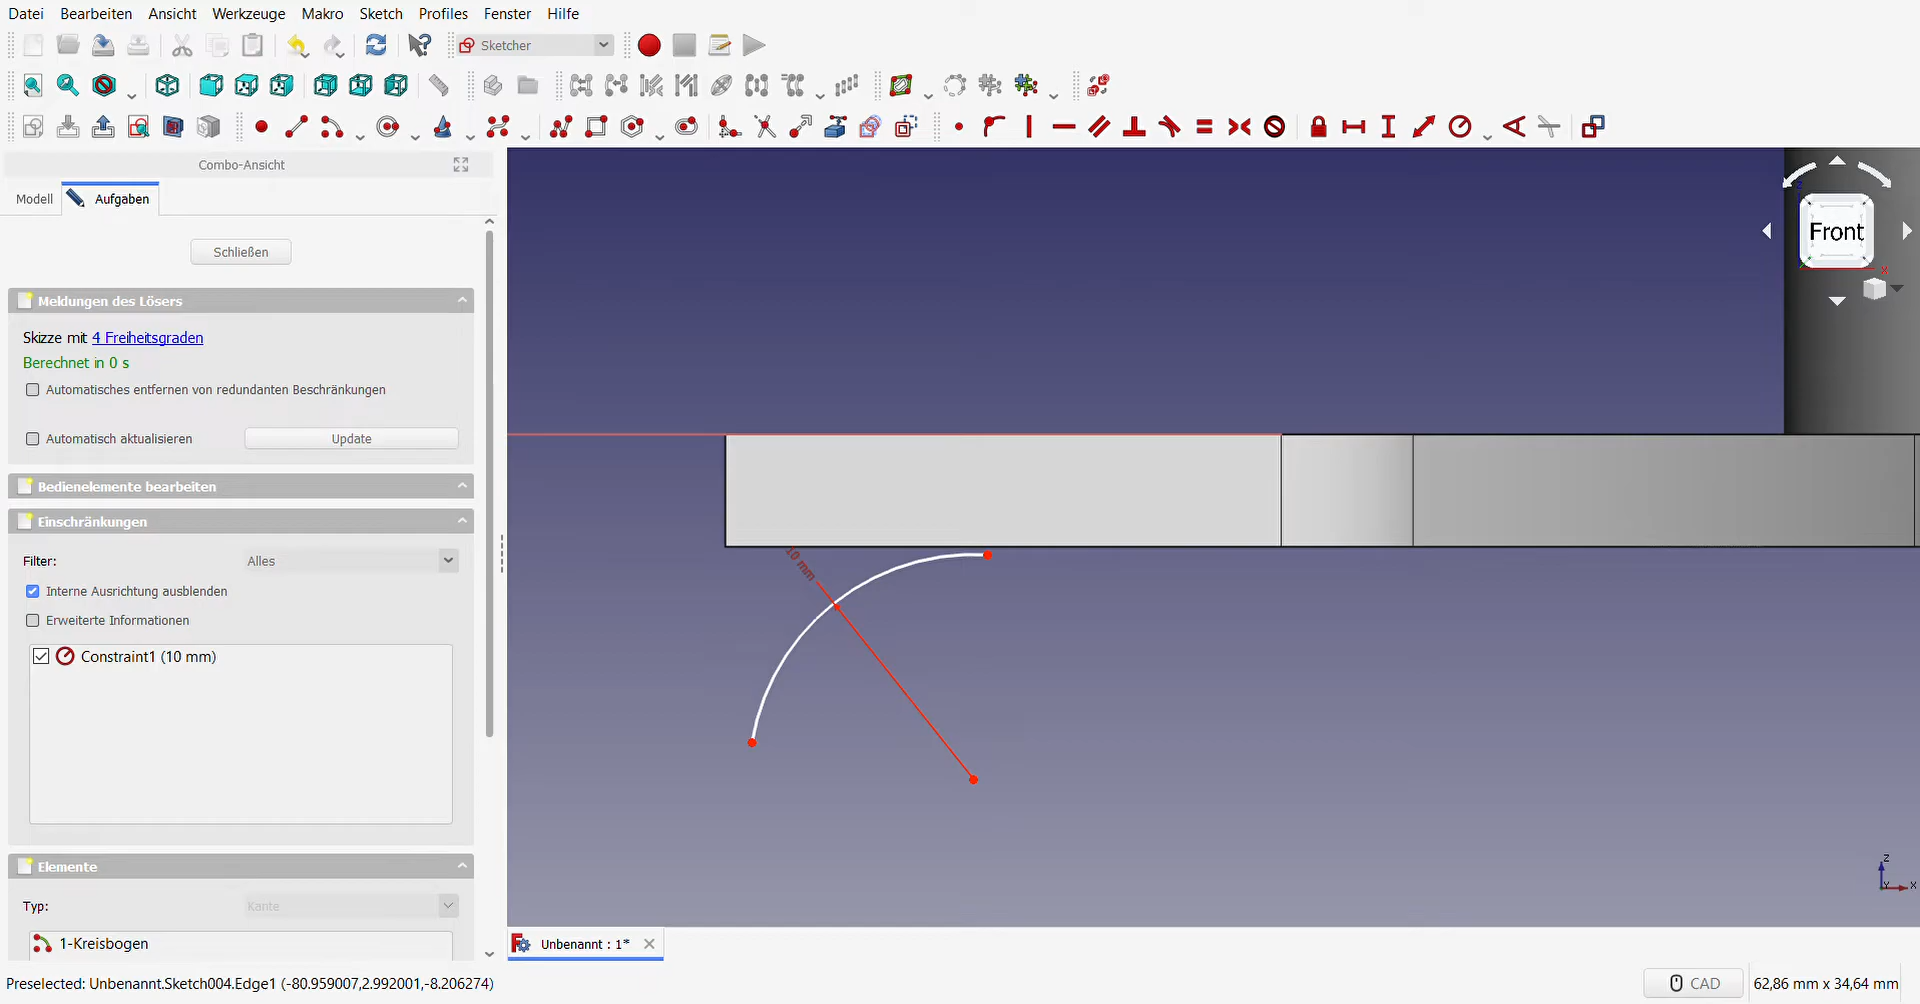 Datei Bearbeiten Ansicht Werkzeuge Makro Sketch Profiles Fenster Hilfe
Sketcher
Combo-Ansicht
Modell Aufgaben
Schließen
Meldungen des Lösers
Skizze mit 4 Freiheitsgraden
Berechnet in 0 s
Automatisches entfernen von redundanten Beschränkungen
Automatisch aktualisieren Update
Bedienelemente bearbeiten
Einschränkungen
Filter: Alles
Interne Ausrichtung ausblenden
Erweiterte Informationen
Constraint1 (10 mm)
Elemente
Typ: Kante
1-Kreisbogen
Front
z
x
10 mm
z
Y
x
Unbenannt : 1*
Preselected: Unbenannt.Sketch004.Edge1 (-80.959007,2.992001,-8.206274)
CAD 62,86 mm x 34,64 mm